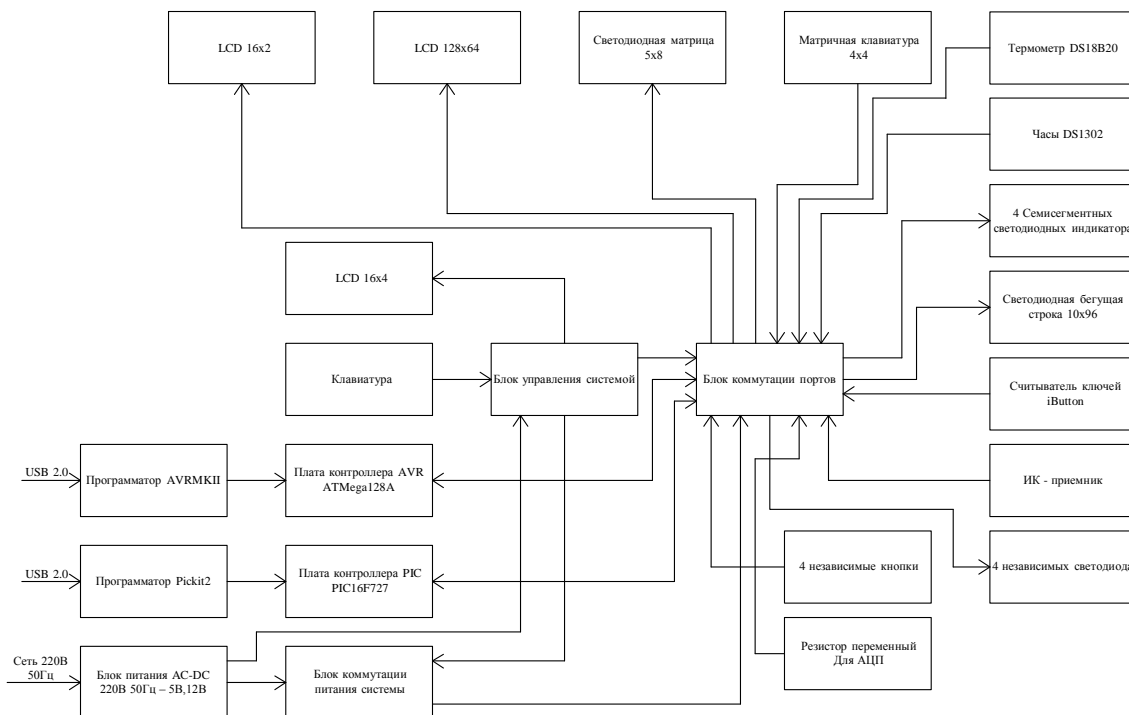 LCD 16x2
LCD 128x64
Светодиодная матрица
5x8
Матричная клавиатура
4x4
Термометр DS18B20
Часы DS1302
4 Семисегментных
светодиодных индикатора
LCD 16x4
Светодиодная бегущая
строка 10x96
Клавиатура
Блок управления системой
Блок коммутации портов
Считыватель ключей
iButton
USB 2.0
Программатор AVRMKII
Плата контроллера AVR
ATMega128A
ИК - приемник
USB 2.0
Программатор Pickit2
Плата контроллера PIC
PIC16F727
4 независимые кнопки
4 независимых светодиода
Сеть 220В
50Гц
Блок питания AC-DC
220В 50Гц – 5В,12В
Блок коммутации
питания системы
Резистор переменный
Для АЦП